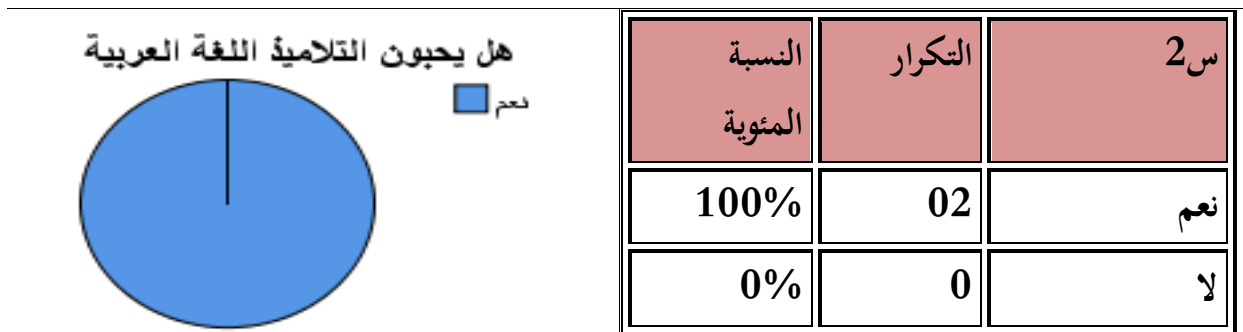 س2
التكرار
النسبة
المئوية
نعم
02
100%
لا
0
0%
هل يحبون التلاميذ اللغة العربية
نعم